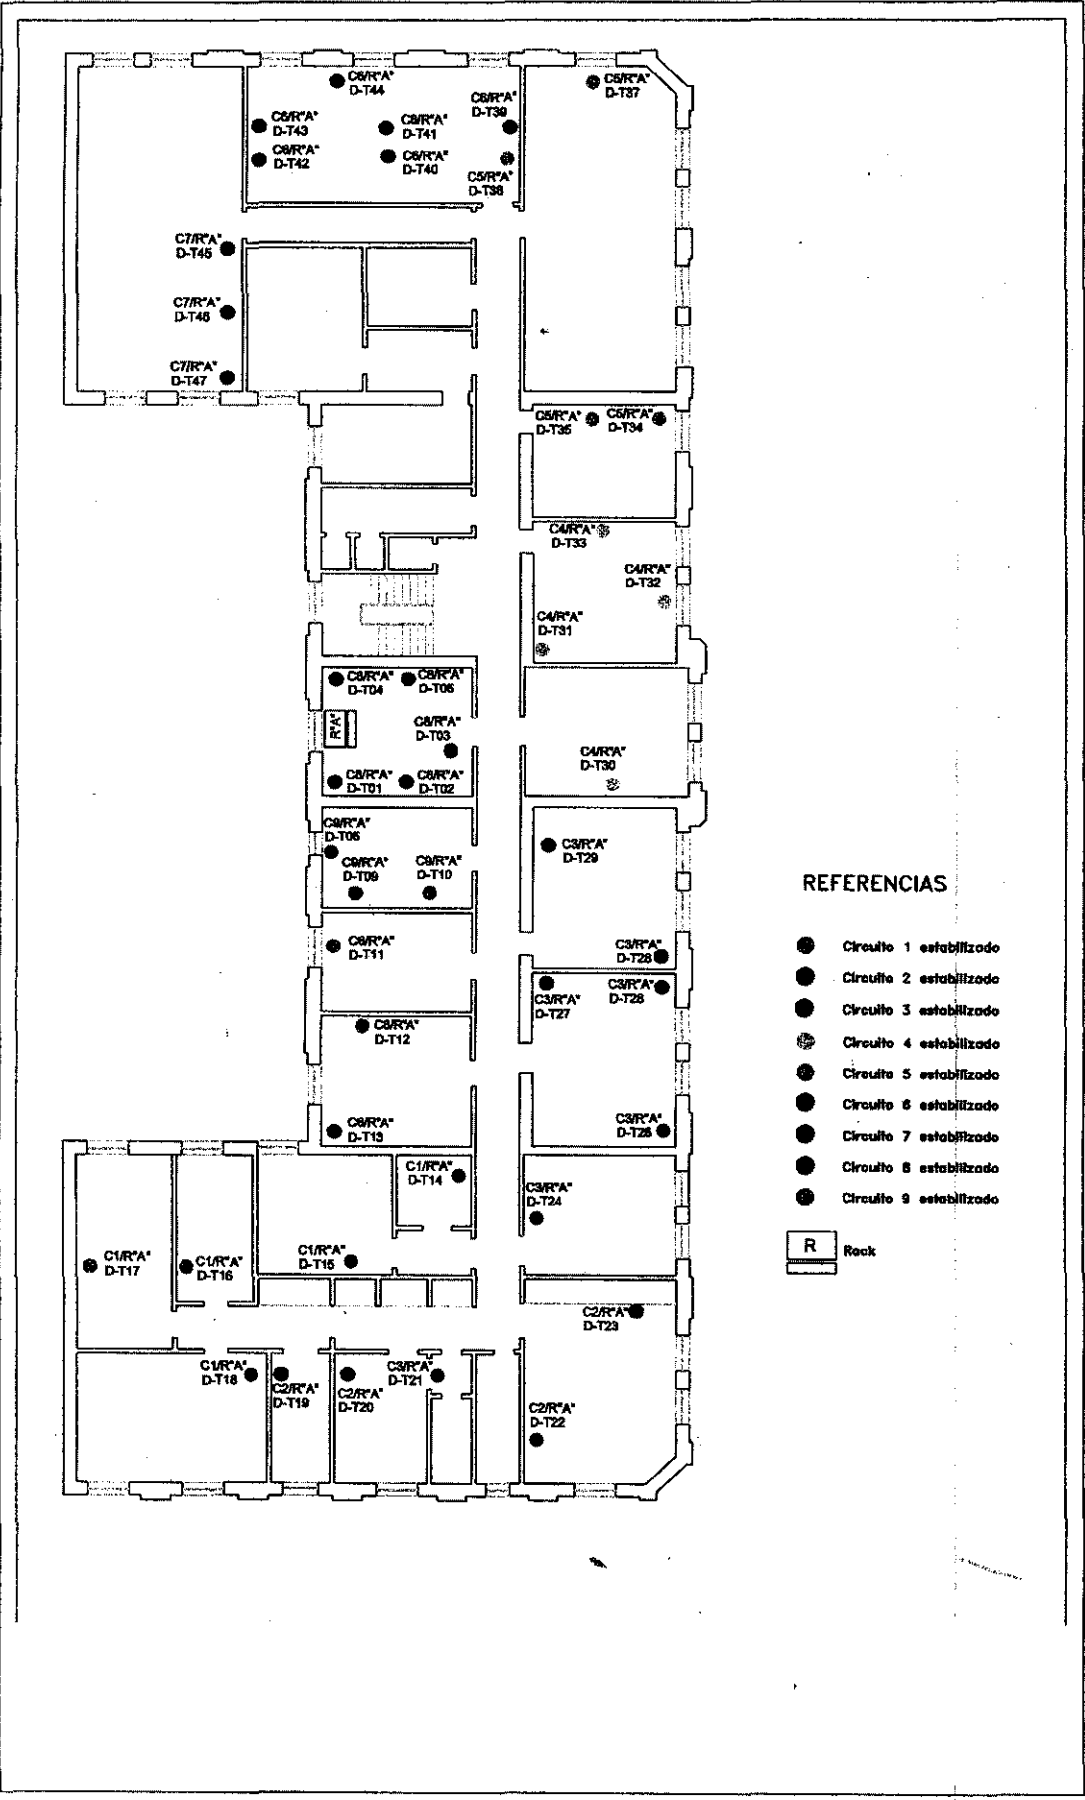 C6/R"A"
D-T44
C5/R"A"
D-T37
C6/R"A"
D-T43
C6/R"A"
D-T41
C6/R"A"
D-T39
C6/R"A"
D-T42
C6/R"A"
D-T40
C5/R"A"
D-T38
C7/R"A"
D-T45
C7/R"A"
D-T46
C7/R"A"
D-T47
C5/R"A"
D-T35
C5/R"A"
D-T34
C4/R"A"
D-T33
C4/R"A"
D-T32
C4/R"A"
D-T31
C8/R"A"
D-T04
C8/R"A"
R"A"
C8/R"A"
D-T03
C4/R"A"
D-T30
C8/R"A"
D-T01
C8/R"A"
D-T02
C9/R"A"
C9/R"A"
D-T09
C9/R"A"
D-T10
C3/R"A"
D-T29
D-T11
C3/R"A"
C3/R"A"
D-T27
C3/R"A"
D-T12
D-T13
C3/R"A"
C1/R"A"
D-T14
C3/R"A"
D-T24
C1/R"A"
D-T17
C1/R"A"
D-T16
C1/R"A"
D-T15
C2/R"A"
D-T23
C1/R"A"
D-T18
C2/R"A"
D-T19
C2/R"A"
D-T20
C3/R"A"
D-T21
C2/R"A"
D-T22
REFERENCIAS
Circuito 1 estabilizado
Circuito 2 estabilizado
Circuito 3 estabilizado
Circuito 4 estabilizado
Circuito 5 estabilizado
Circuito 6 estabilizado
Circuito 7 estabilizado
Circuito 8 estabilizado
Circuito 9 estabilizado
R
Rack